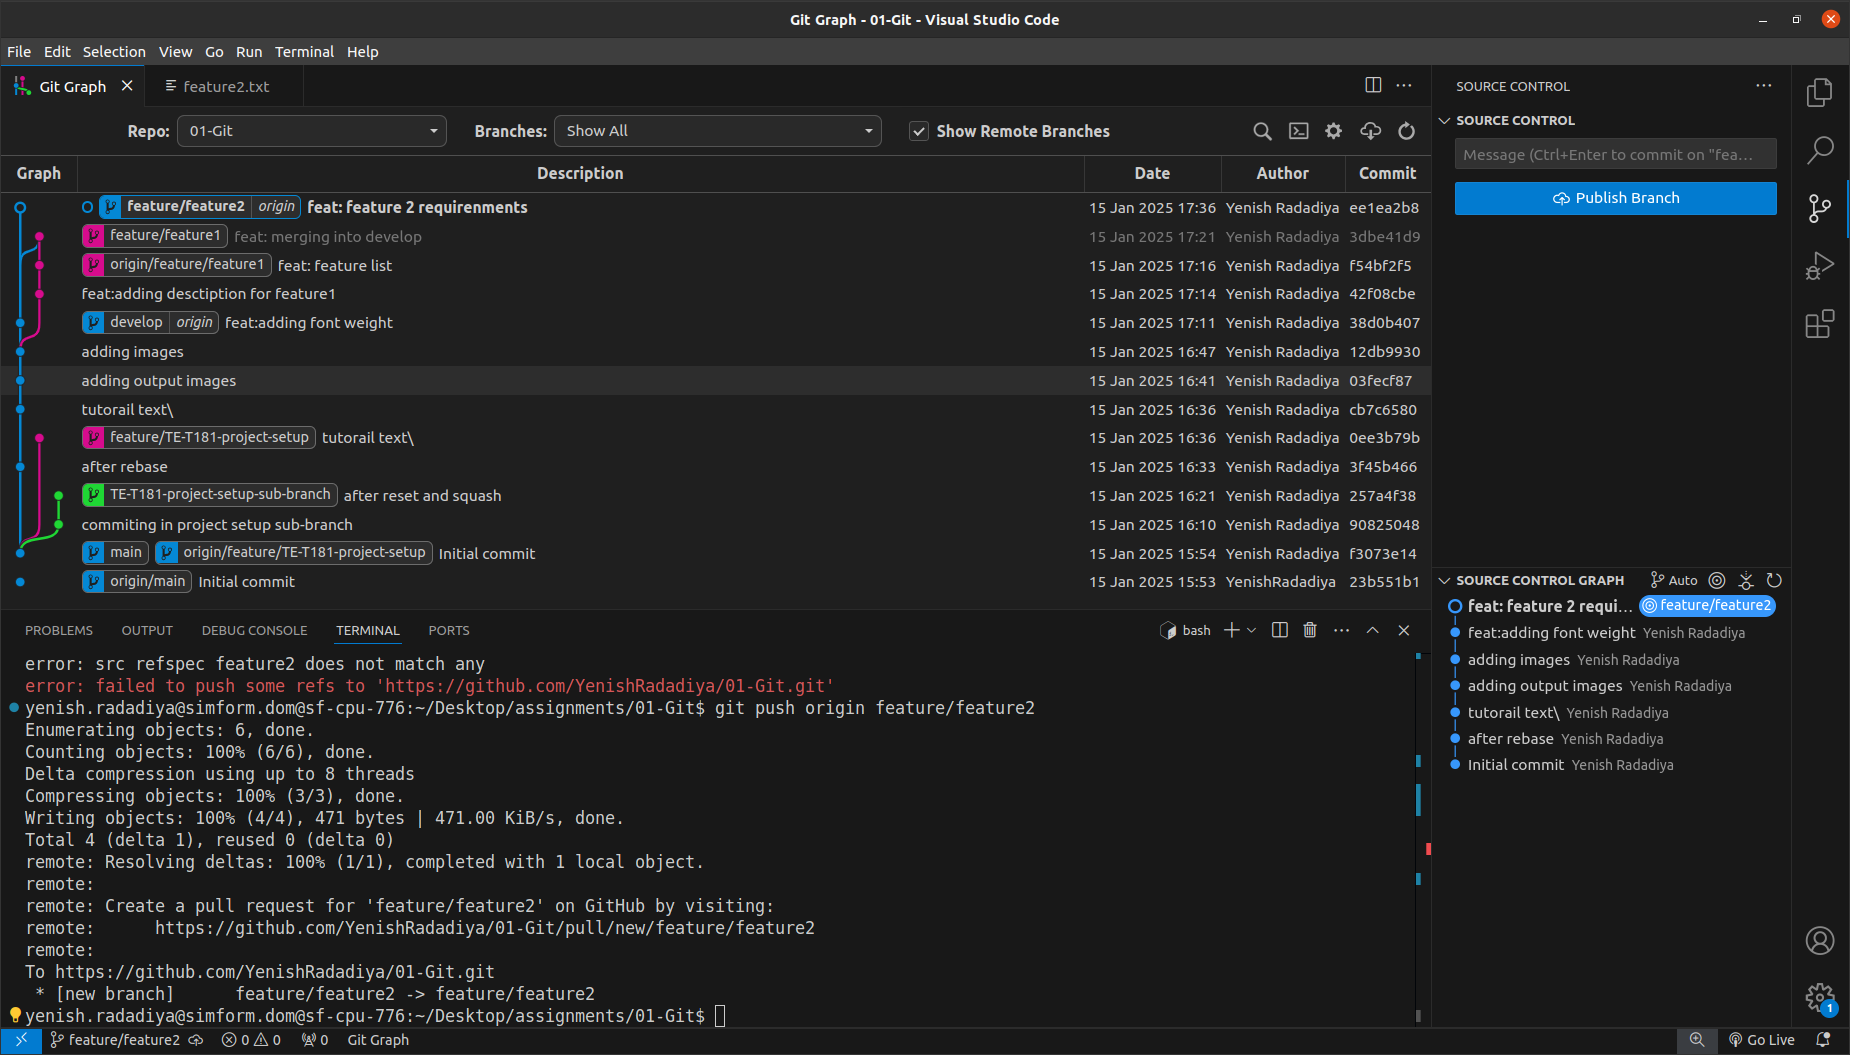 Git Graph - 01-Git - Visual Studio Code
File Edit Selection View Go Run Terminal Help
Git Graph feature2.txt
Repo: 01-Git Branches: Show All Show Remote Branches
Graph Description Date Author Commit
feature/feature2 origin feat: feature 2 requirenments 15 Jan 2025 17:36 Yenish Radadiya ee1ea2b8
feature/feature1 feat: merging into develop 15 Jan 2025 17:21 Yenish Radadiya 3dbe41d9
origin/feature/feature1 feat: feature list 15 Jan 2025 17:16 Yenish Radadiya f54bf2f5
feat:adding desctiption for feature1 15 Jan 2025 17:14 Yenish Radadiya 42f08cbe
develop origin feat:adding font weight 15 Jan 2025 17:11 Yenish Radadiya 38d0b407
adding images 15 Jan 2025 16:47 Yenish Radadiya 12db9930
adding output images 15 Jan 2025 16:41 Yenish Radadiya 03fecf87
tutorail text\ 15 Jan 2025 16:36 Yenish Radadiya cb7c6580
feature/TE-T181-project-setup tutorail text\ 15 Jan 2025 16:36 Yenish Radadiya 0ee3b79b
after rebase 15 Jan 2025 16:33 Yenish Radadiya 3f45b466
TE-T181-project-setup-sub-branch after reset and squash 15 Jan 2025 16:21 Yenish Radadiya 257a4f38
commiting in project setup sub-branch 15 Jan 2025 16:10 Yenish Radadiya 90825048
main origin/feature/TE-T181-project-setup Initial commit 15 Jan 2025 15:54 Yenish Radadiya f3073e14
origin/main Initial commit 15 Jan 2025 15:53 YenishRadadiya 23b551b1
PROBLEMS OUTPUT DEBUG CONSOLE TERMINAL PORTS bash
error: src refspec feature2 does not match any
error: failed to push some refs to 'https://github.com/YenishRadadiya/01-Git.git'
yenish.radadiya@simform.dom@sf-cpu-776:~/Desktop/assignments/01-Git$ git push origin feature/feature2
Enumerating objects: 6, done.
Counting objects: 100% (6/6), done.
Delta compression using up to 8 threads
Compressing objects: 100% (3/3), done.
Writing objects: 100% (4/4), 471 bytes | 471.00 KiB/s, done.
Total 4 (delta 1), reused 0 (delta 0)
remote: Resolving deltas: 100% (1/1), completed with 1 local object.
remote:
remote: Create a pull request for 'feature/feature2' on GitHub by visiting:
remote:      https://github.com/YenishRadadiya/01-Git/pull/new/feature/feature2
remote:
To https://github.com/YenishRadadiya/01-Git.git
 * [new branch]      feature/feature2 -> feature/feature2
yenish.radadiya@simform.dom@sf-cpu-776:~/Desktop/assignments/01-Git$
SOURCE CONTROL
SOURCE CONTROL
Message (Ctrl+Enter to commit on "fea…
Publish Branch
SOURCE CONTROL GRAPH Auto
feat: feature 2 requi… feature/feature2
feat:adding font weight Yenish Radadiya
adding images Yenish Radadiya
adding output images Yenish Radadiya
tutorail text\ Yenish Radadiya
after rebase Yenish Radadiya
Initial commit Yenish Radadiya
1
feature/feature2 0 0 0 Git Graph Go Live